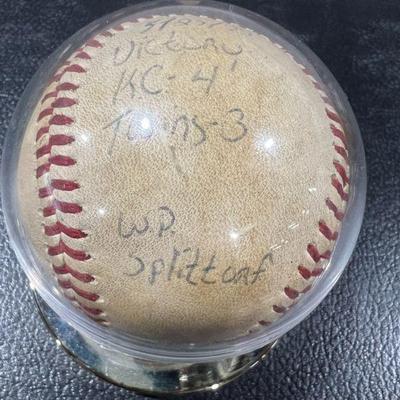 Victory
KC-4
Twins-3
W.P.
Splittorf